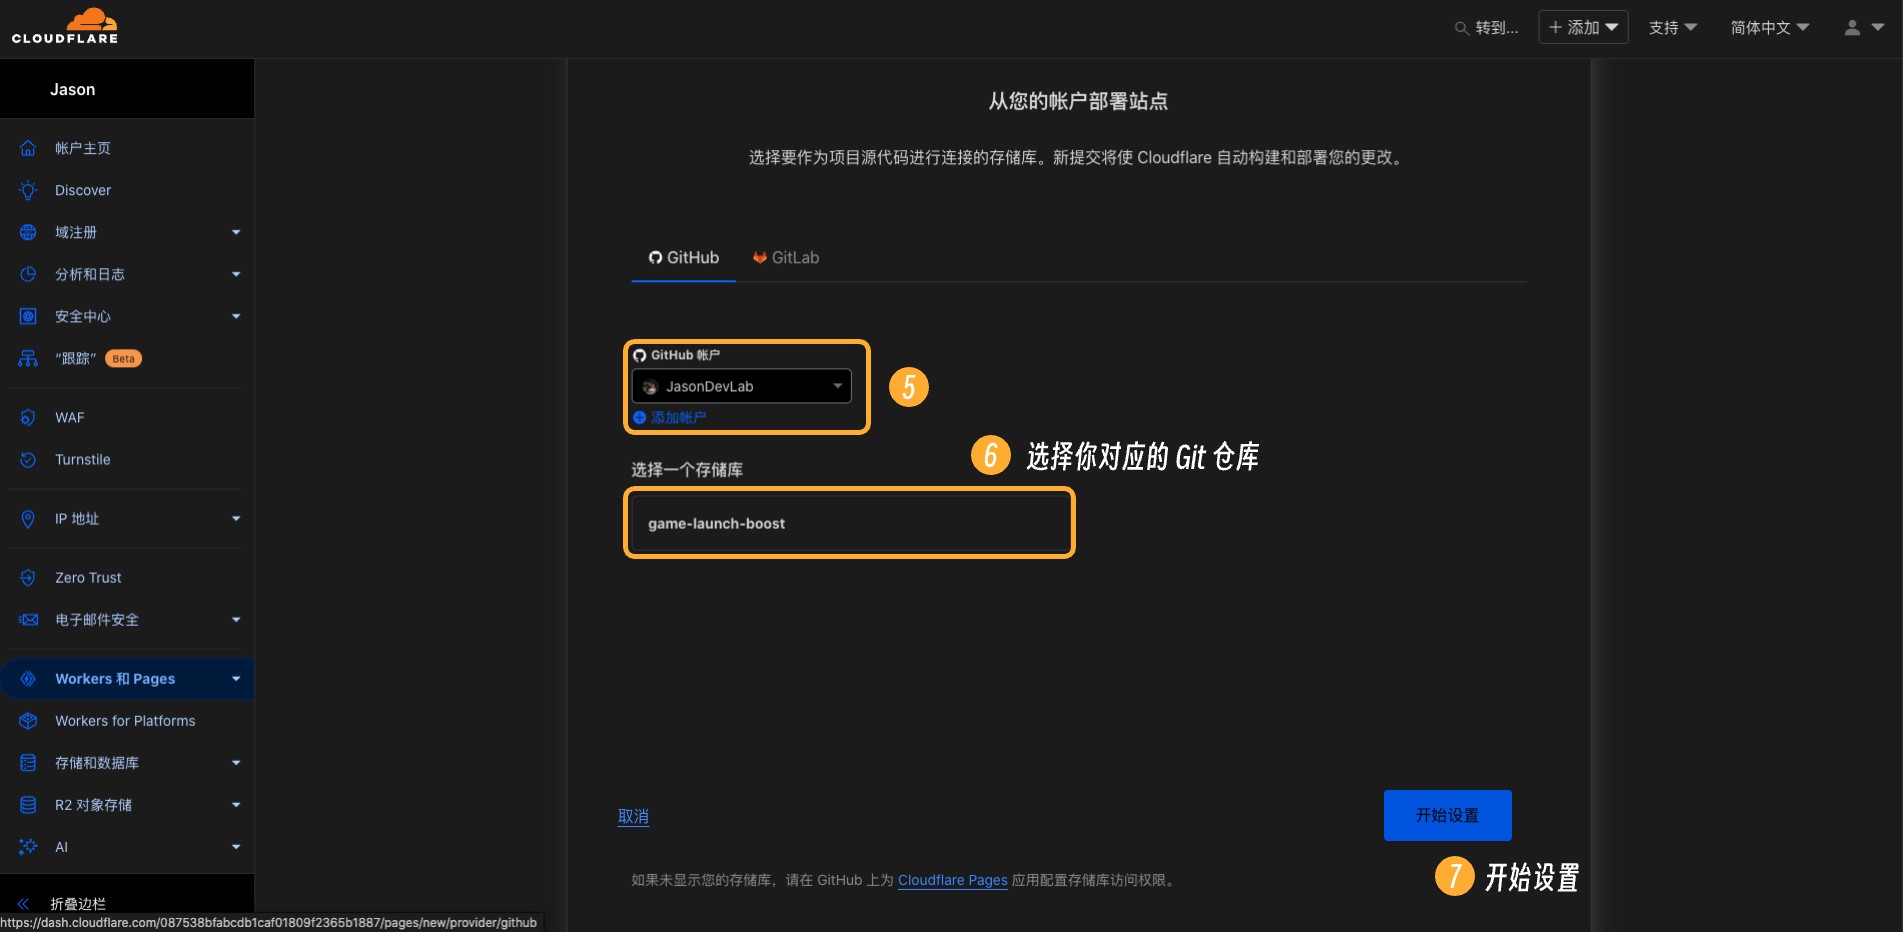 CLOUDFLARE
转到...
添加
支持
简体中文
Jason
帐户主页
Discover
域注册
分析和日志
安全中心
“跟踪” Beta
WAF
Turnstile
IP 地址
Zero Trust
电子邮件安全
Workers 和 Pages
Workers for Platforms
存储和数据库
R2 对象存储
AI
折叠边栏
从您的帐户部署站点
选择要作为项目源代码进行连接的存储库。新提交将使 Cloudflare 自动构建和部署您的更改。
GitHub
GitLab
GitHub 帐户
JasonDevLab
添加帐户
5
6 选择你对应的 Git 仓库
选择一个存储库
game-launch-boost
取消
开始设置
7 开始设置
如果未显示您的存储库，请在 GitHub 上为 Cloudflare Pages 应用配置存储库访问权限。
https://dash.cloudflare.com/087538bfabcdb1caf01809f2365b1887/pages/new/provider/github